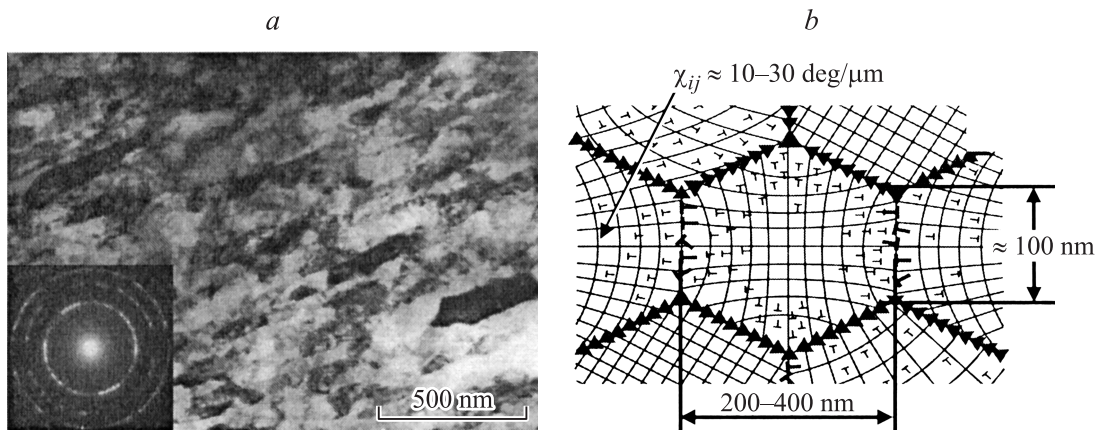 a
b
χij ≈ 10–30 deg/μm
≈ 100 nm
500 nm
200–400 nm